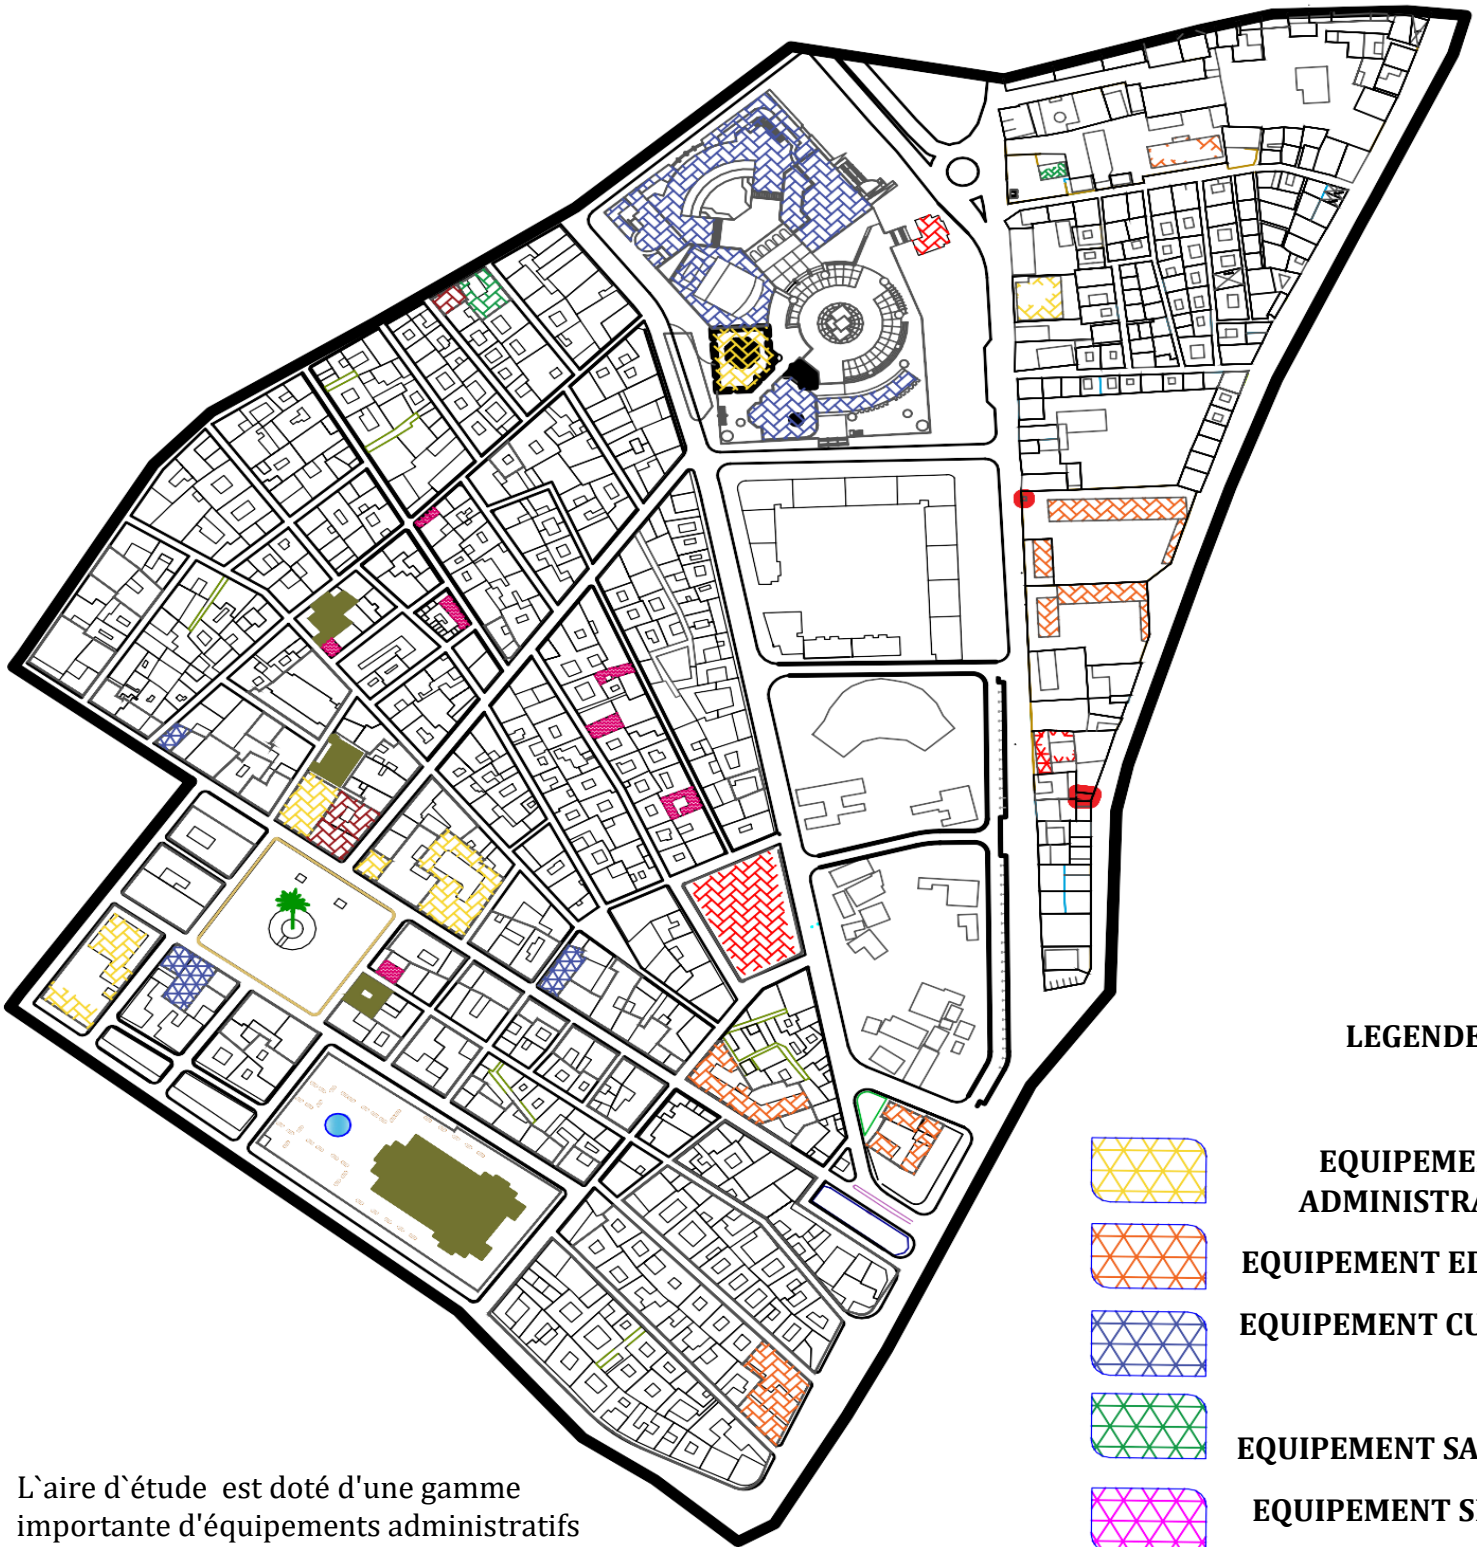 LEGENDE
EQUIPEME
ADMINISTRA
EQUIPEMENT ED
EQUIPEMENT CU
EQUIPEMENT SA
EQUIPEMENT S
L`aire d`étude est doté d'une gamme
importante d'équipements administratifs